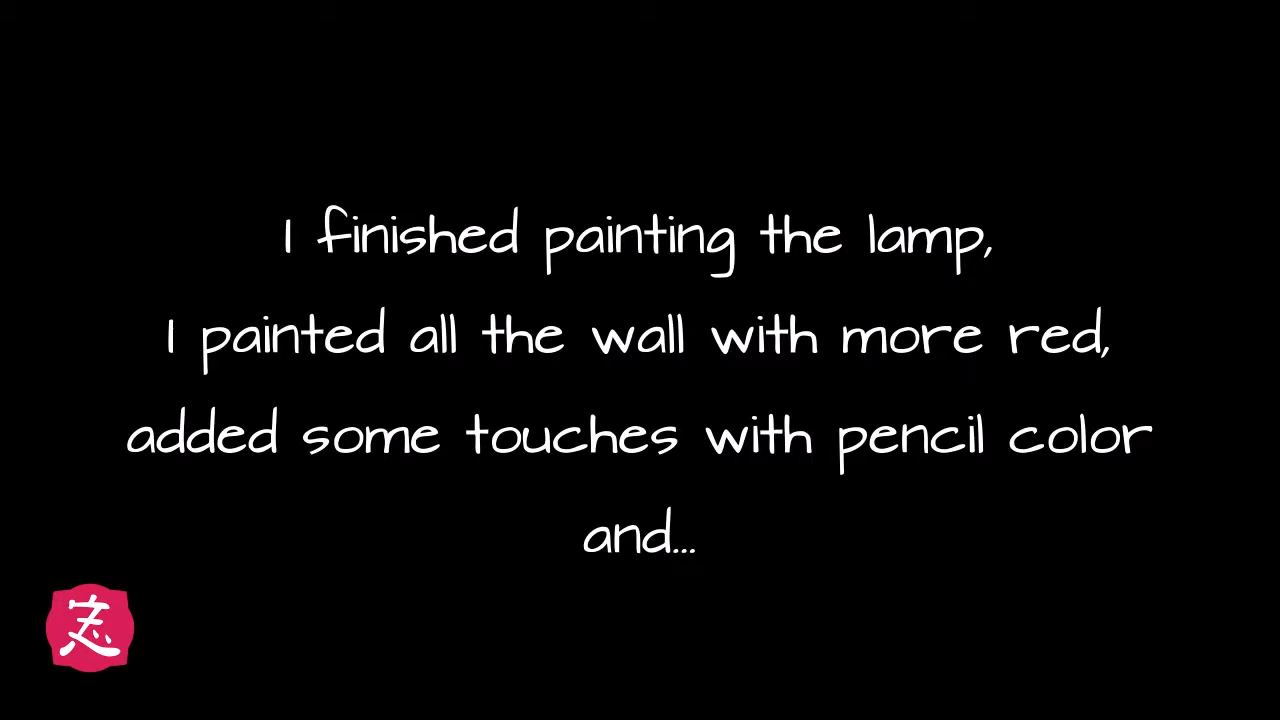 I finished painting the lamp,
I painted all the wall with more red,
added some touches with pencil color
and...